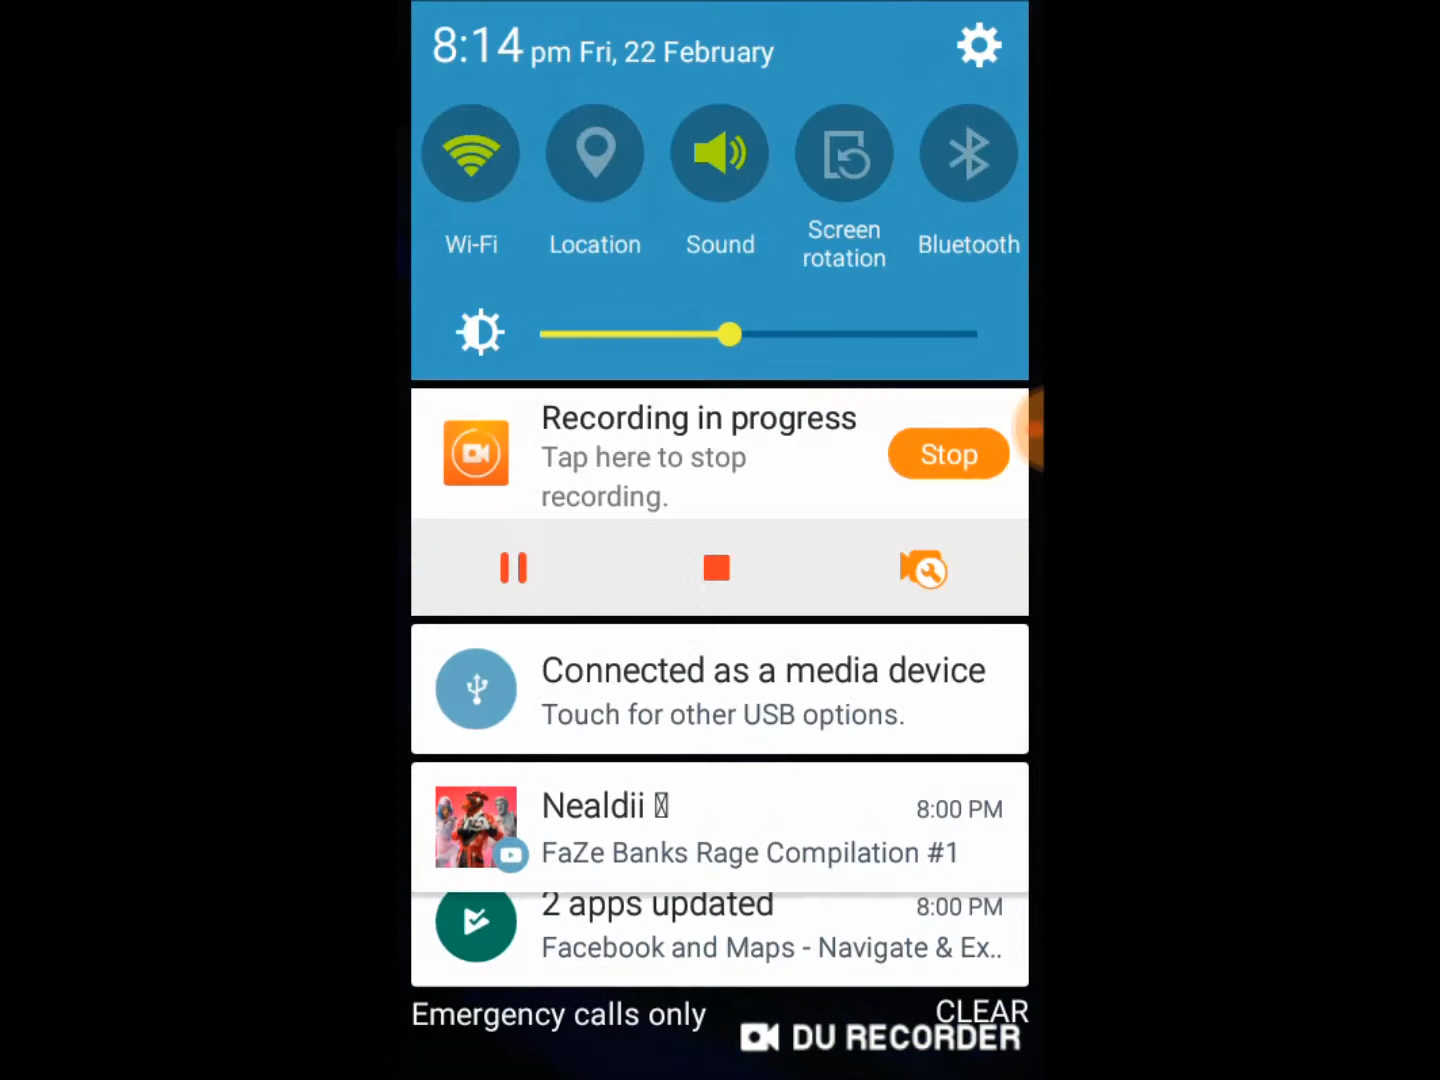 8:14 pm Fri, 22 February
Wi-Fi
Location
Sound
Screen
rotation
Bluetooth
Recording in progress
Tap here to stop
recording.
Stop
Connected as a media device
Touch for other USB options.
Nealdii
8:00 PM
FaZe Banks Rage Compilation #1
2 apps updated
8:00 PM
Facebook and Maps - Navigate & Ex..
Emergency calls only
CLEAR
DU RECORDER